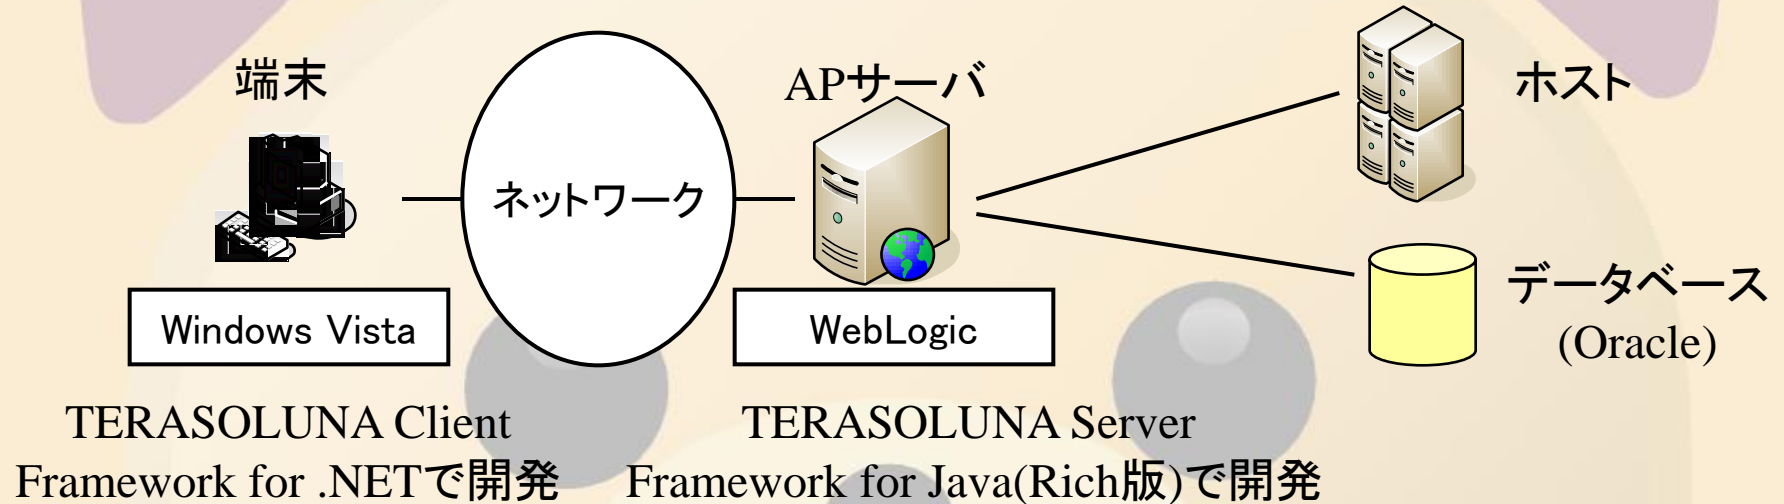 端末
APサーバ
ホスト
ネットワーク
データベース
(Oracle)
Windows Vista
WebLogic
TERASOLUNA Client
Framework for .NETで開発
TERASOLUNA Server
Framework for Java(Rich版)で開発